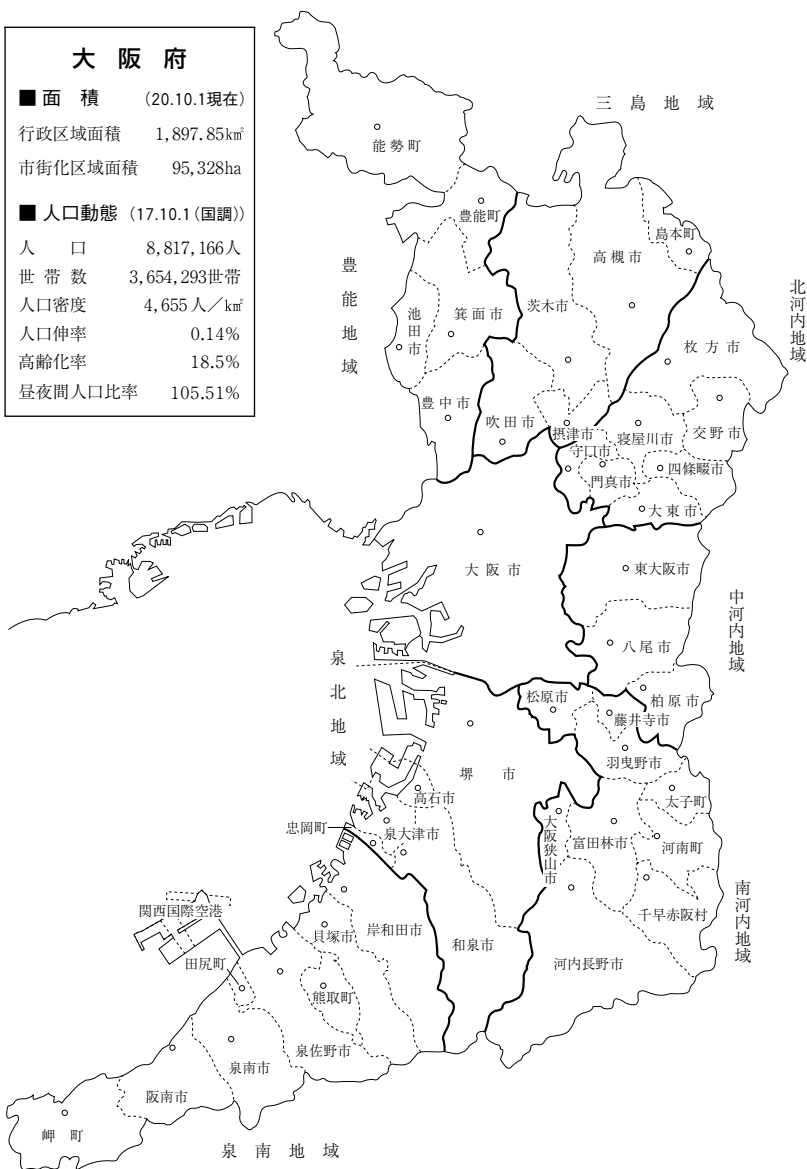 大阪府
■面積 (20.10.1現在)
行政区域面積 1,897.85㎢
市街化区域面積 95,328ha
■人口動態 (17.10.1(国調))
人口 8,817,166人
世帯数 3,654,293世帯
人口密度 4,655人／㎢
人口伸率 0.14%
高齢化率 18.5%
昼夜間人口比率 105.51%
三島地域
能勢町
豊能町
島本町
高槻市
豊能地域
北河内地域
池田市
箕面市
茨木市
枚方市
豊中市
吹田市
摂津市
寝屋川市
交野市
守口市
門真市
四條畷市
大東市
大阪市
東大阪市
中河内地域
八尾市
泉北地域
松原市
柏原市
藤井寺市
羽曳野市
堺市
高石市
太子町
忠岡町
泉大津市
大阪狭山市
富田林市
河南町
南河内地域
千早赤阪村
関西国際空港
岸和田市
貝塚市
和泉市
河内長野市
田尻町
熊取町
泉佐野市
泉南市
阪南市
岬町
泉南地域